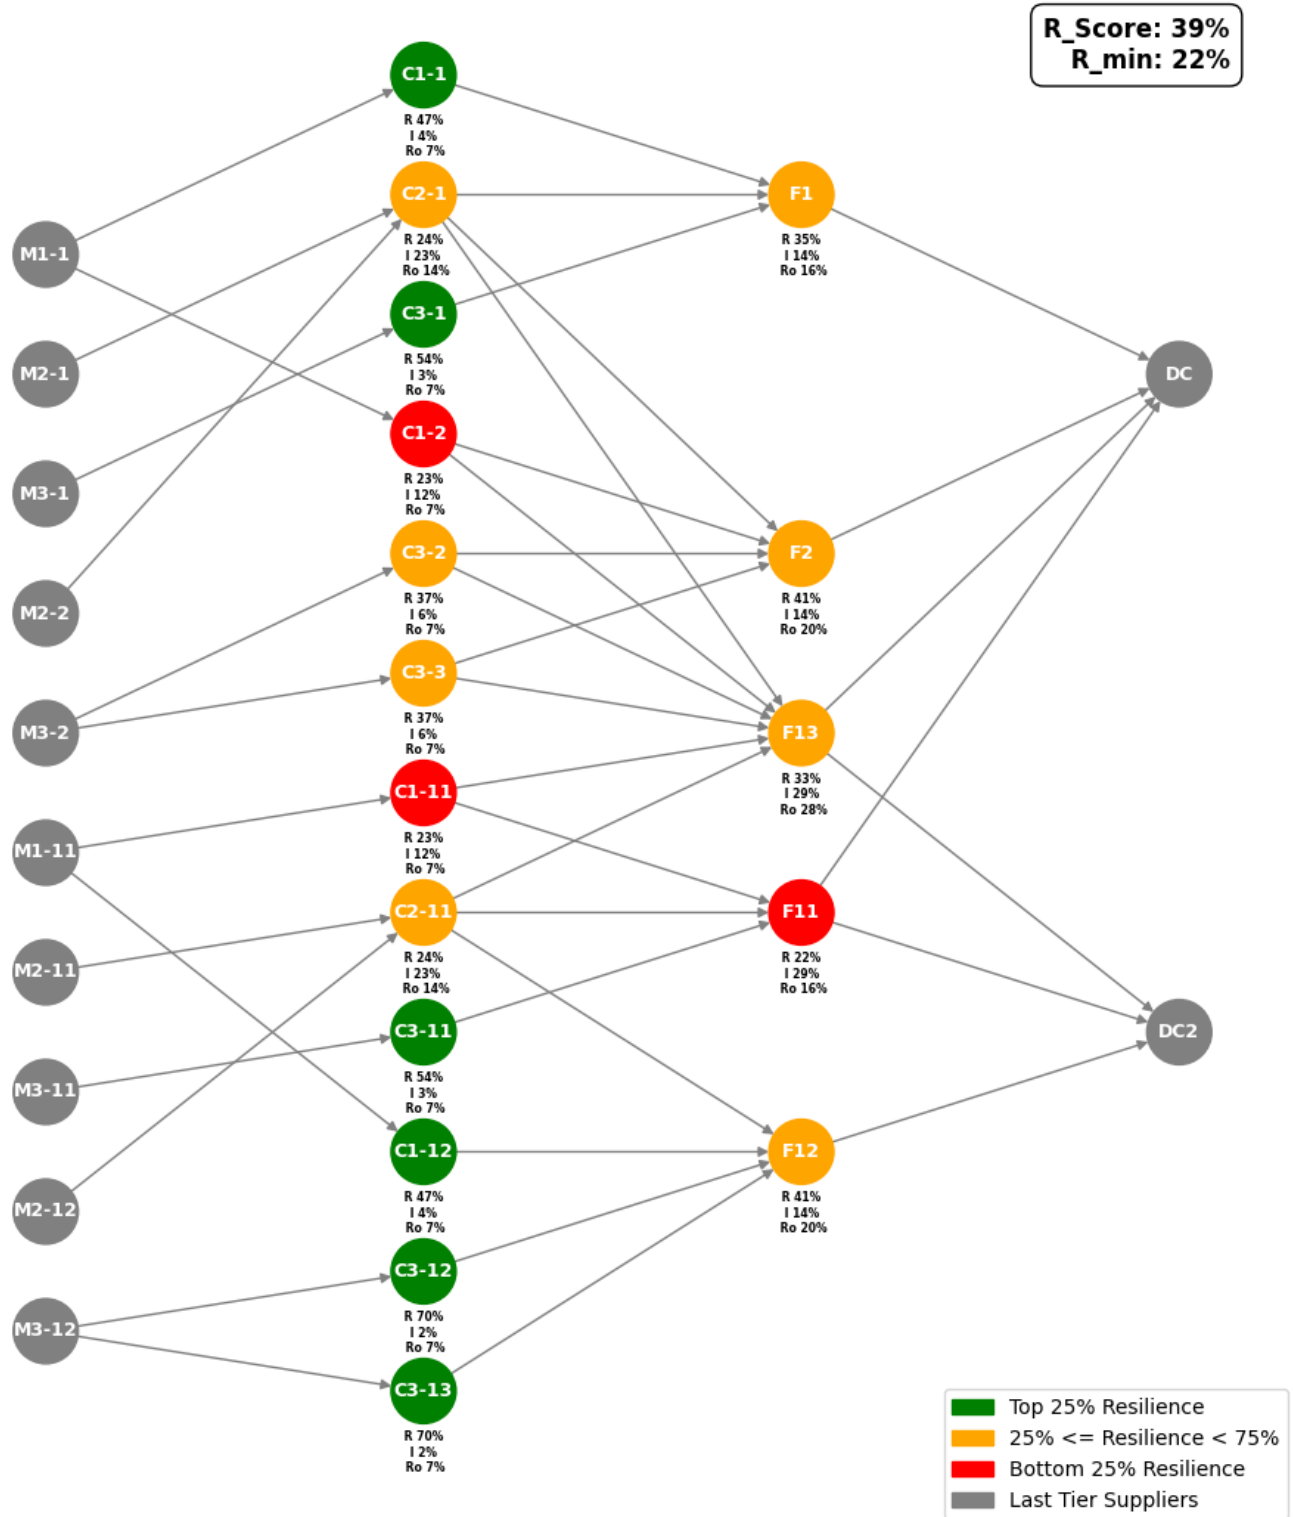 R_Score: 39%
R_min: 22%
C1-1
R 47%
I 4%
Ro 7%
C2-1
R 24%
I 23%
Ro 14%
C3-1
R 54%
I 3%
Ro 7%
C1-2
R 23%
I 12%
Ro 7%
C3-2
R 37%
I 6%
Ro 7%
C3-3
R 37%
I 6%
Ro 7%
C1-11
R 23%
I 12%
Ro 7%
C2-11
R 24%
I 23%
Ro 14%
C3-11
R 54%
I 3%
Ro 7%
C1-12
R 47%
I 4%
Ro 7%
C3-12
R 70%
I 2%
Ro 7%
C3-13
R 70%
I 2%
Ro 7%
M1-1
M2-1
M3-1
M2-2
M3-2
M1-11
M2-11
M3-11
M2-12
M3-12
F1
R 35%
I 14%
Ro 16%
F2
R 41%
I 14%
Ro 20%
F13
R 33%
I 29%
Ro 28%
F11
R 22%
I 29%
Ro 16%
F12
R 41%
I 14%
Ro 20%
DC
DC2
Top 25% Resilience
25% <= Resilience < 75%
Bottom 25% Resilience
Last Tier Suppliers